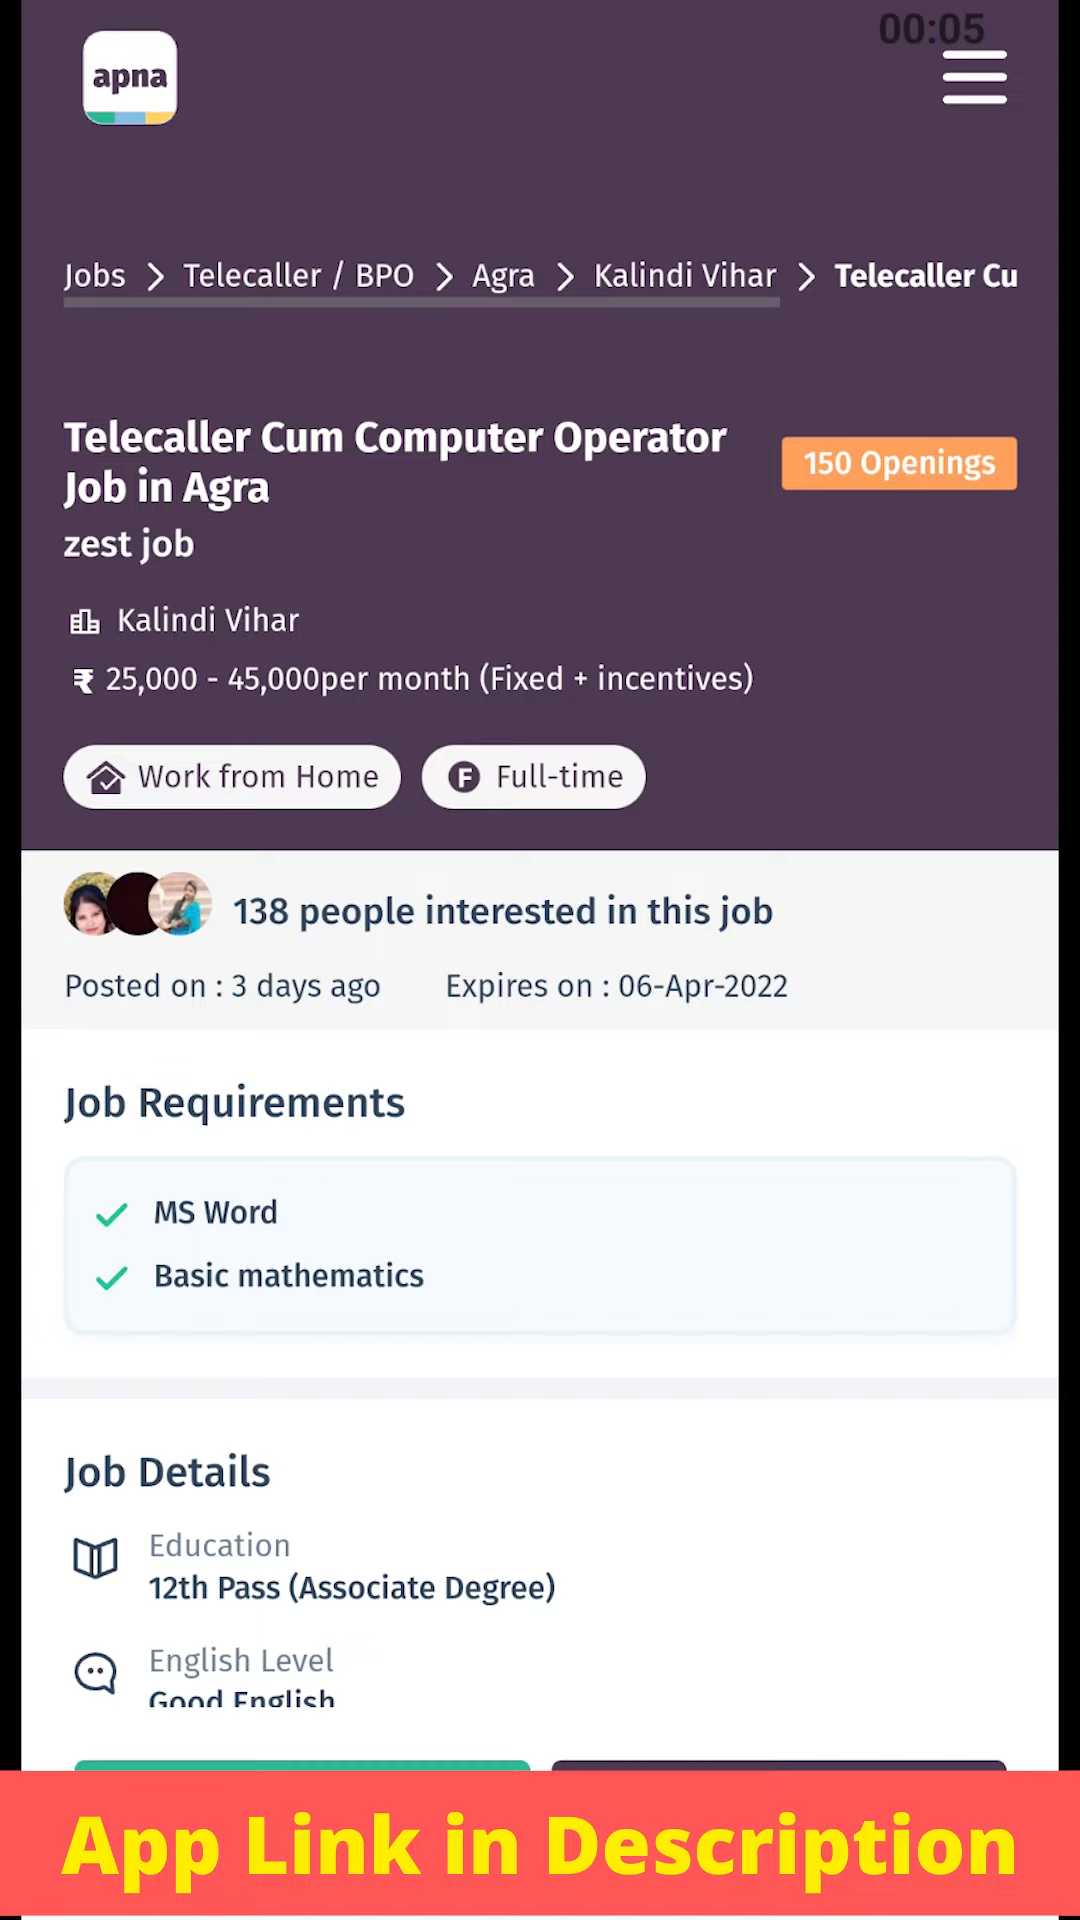 00:05
apna
Jobs > Telecaller / BPO > Agra > Kalindi Vihar > Telecaller Cu
Telecaller Cum Computer Operator
Job in Agra
150 Openings
zest job
Kalindi Vihar
₹ 25,000 - 45,000per month (Fixed + incentives)
Work from Home
F Full-time
138 people interested in this job
Posted on : 3 days ago Expires on : 06-Apr-2022
Job Requirements
MS Word
Basic mathematics
Job Details
Education
12th Pass (Associate Degree)
English Level
Good English
App Link in Description